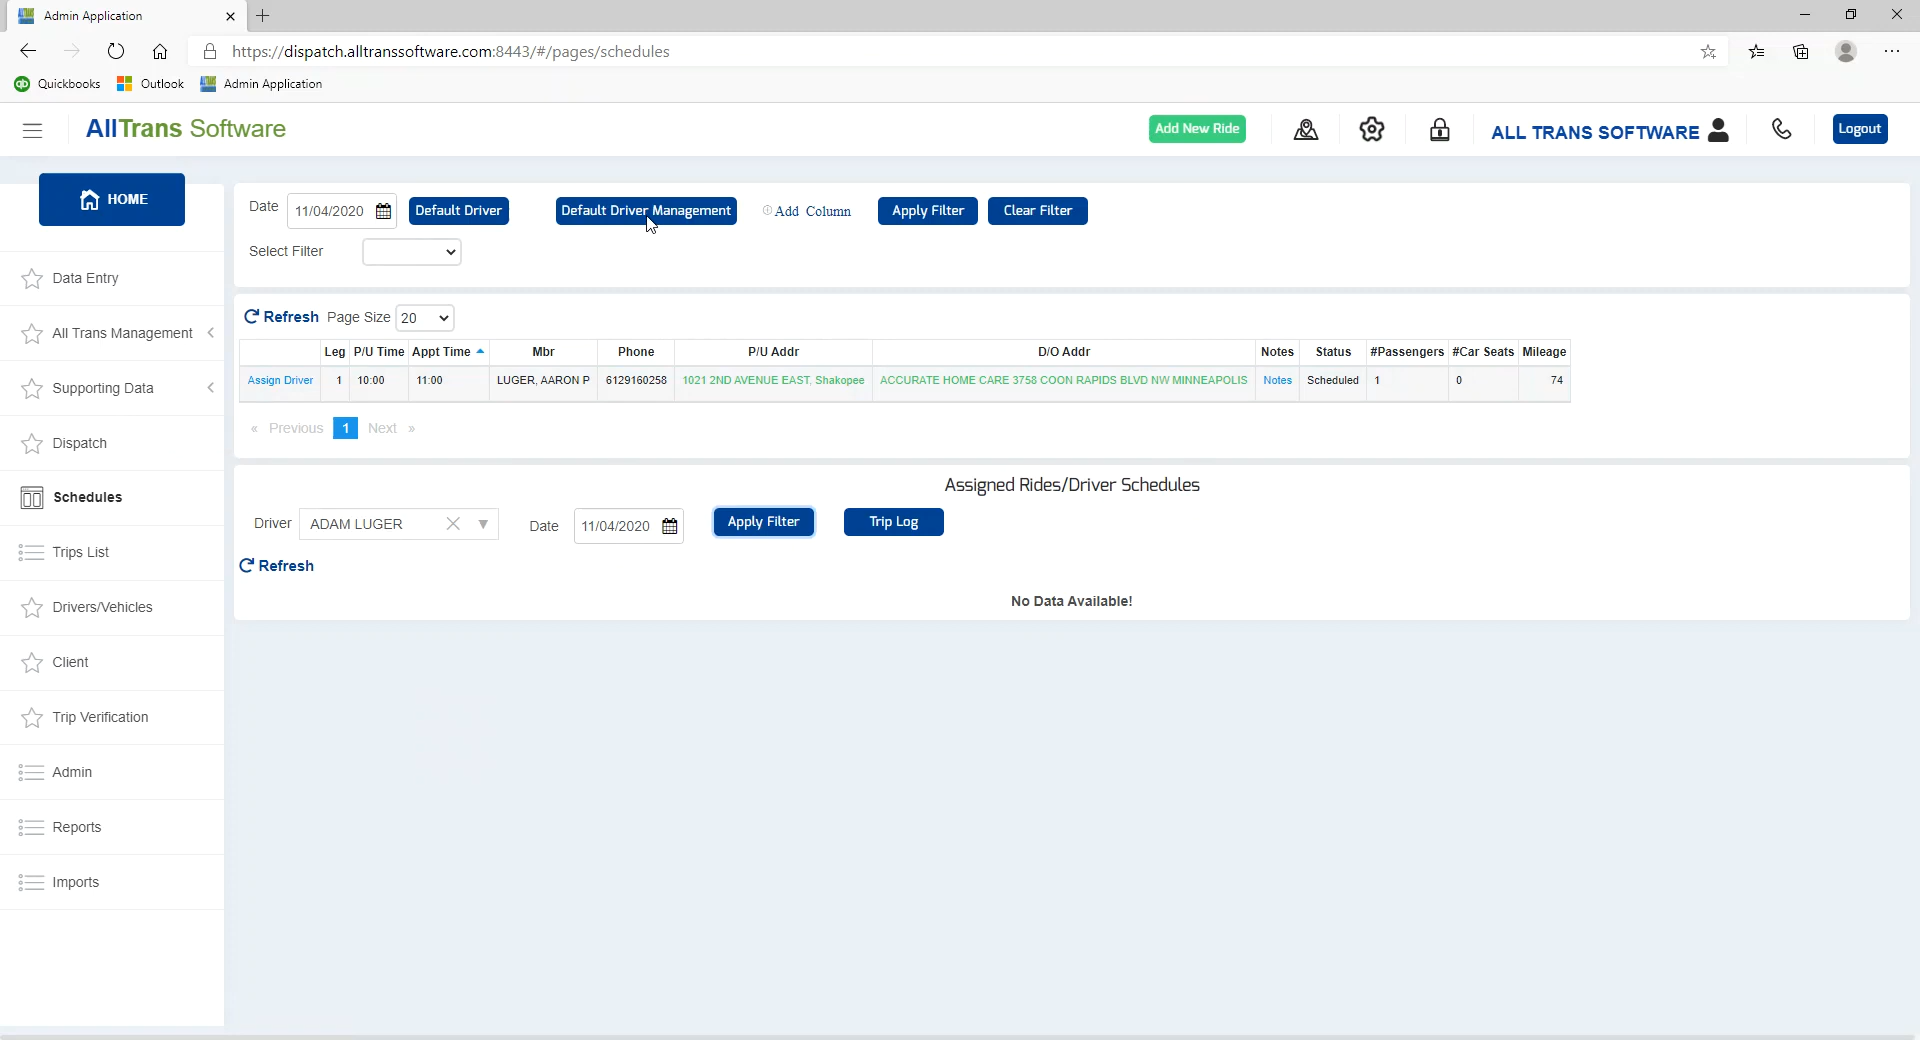 Admin Application
https://dispatch.alltranssoftware.com:8443/#/pages/schedules
Quickbooks Outlook Admin Application
AllTrans Software Add New Ride ALL TRANS SOFTWARE Logout
HOME
Data Entry
All Trans Management
Supporting Data
Dispatch
Schedules
Trips List
Drivers/Vehicles
Client
Trip Verification
Admin
Reports
Imports
Date 11/04/2020 Default Driver Default Driver Management Add Column Apply Filter Clear Filter
Select Filter
Refresh Page Size 20
Leg P/U Time Appt Time Mbr Phone P/U Addr D/O Addr Notes Status #Passengers #Car Seats Mileage
Assign Driver 1 10:00 11:00 LUGER, AARON P 6129160258 1021 2ND AVENUE EAST, Shakopee ACCURATE HOME CARE 3758 COON RAPIDS BLVD NW MINNEAPOLIS Notes Scheduled 1 0 74
« Previous 1 Next »
Assigned Rides/Driver Schedules
Driver ADAM LUGER Date 11/04/2020 Apply Filter Trip Log
Refresh
No Data Available!